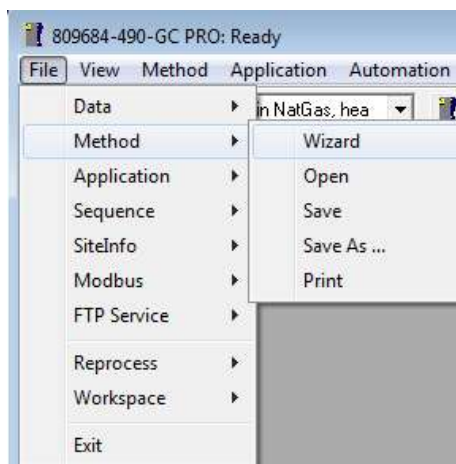 809684-490-GC PRO: Ready
File View Method Application Automation
Data in NatGas, hea
Method Wizard
Application Open
Sequence Save
SiteInfo Save As ...
Modbus Print
FTP Service
Reprocess
Workspace
Exit